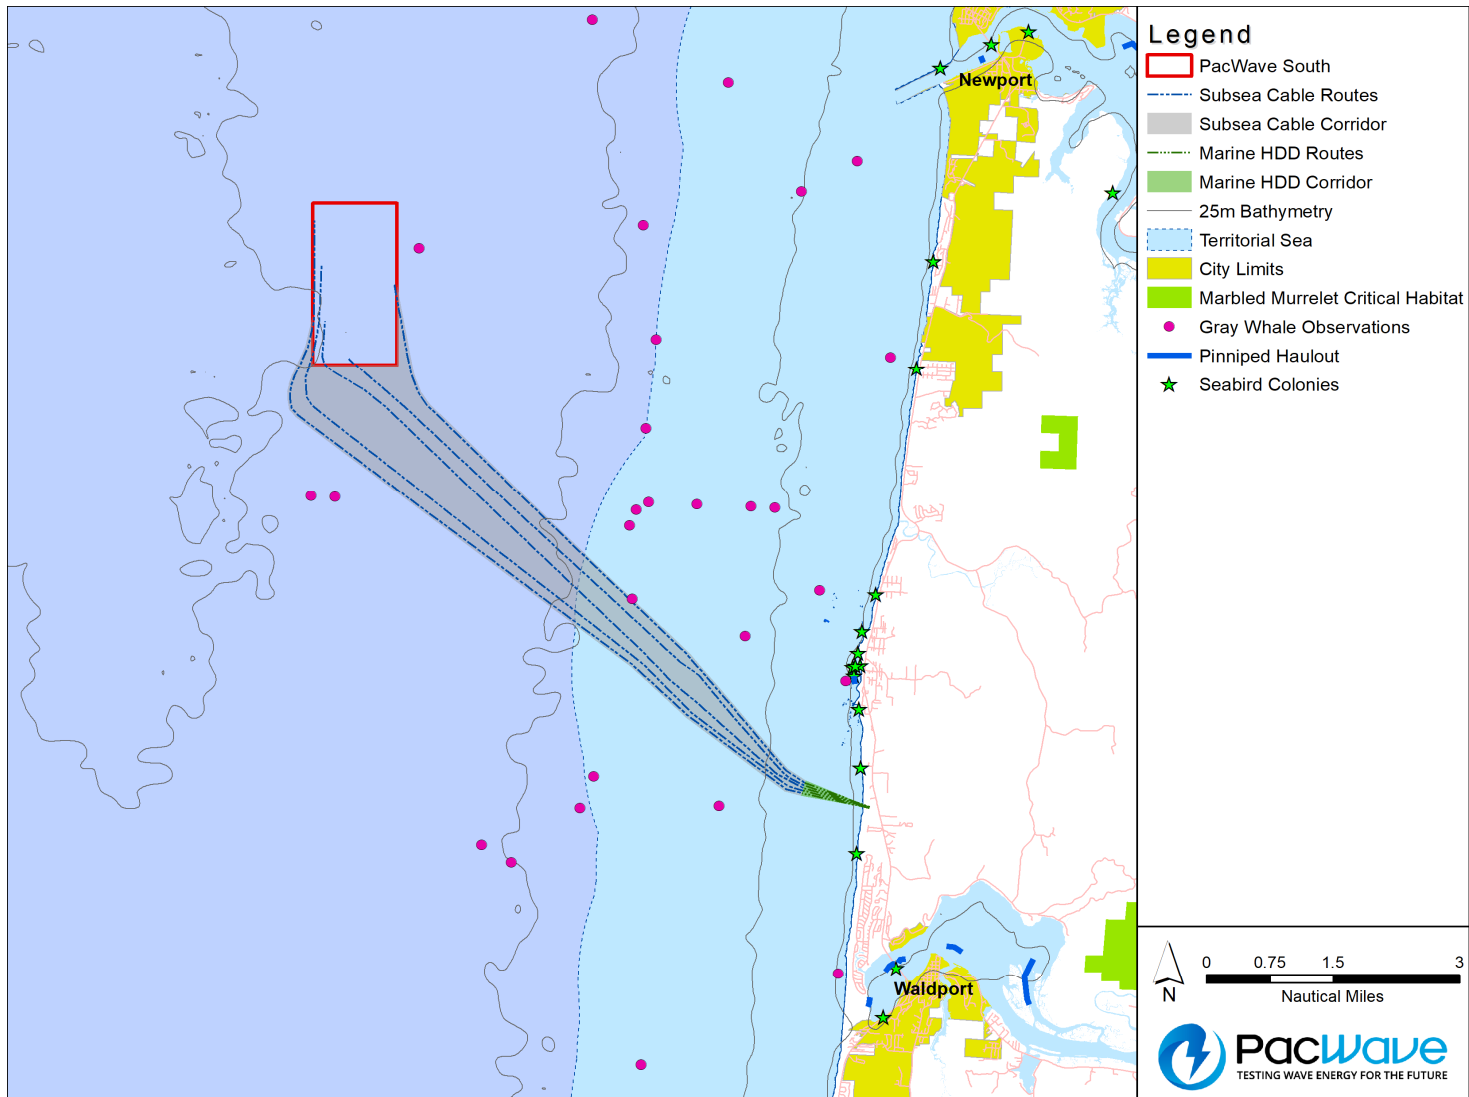 Newport
Waldport
Legend
PacWave South
Subsea Cable Routes
Subsea Cable Corridor
Marine HDD Routes
Marine HDD Corridor
25m Bathymetry
Territorial Sea
City Limits
Marbled Murrelet Critical Habitat
Gray Whale Observations
Pinniped Haulout
Seabird Colonies
N
0 0.75 1.5 3
Nautical Miles
PacWave
TESTING WAVE ENERGY FOR THE FUTURE